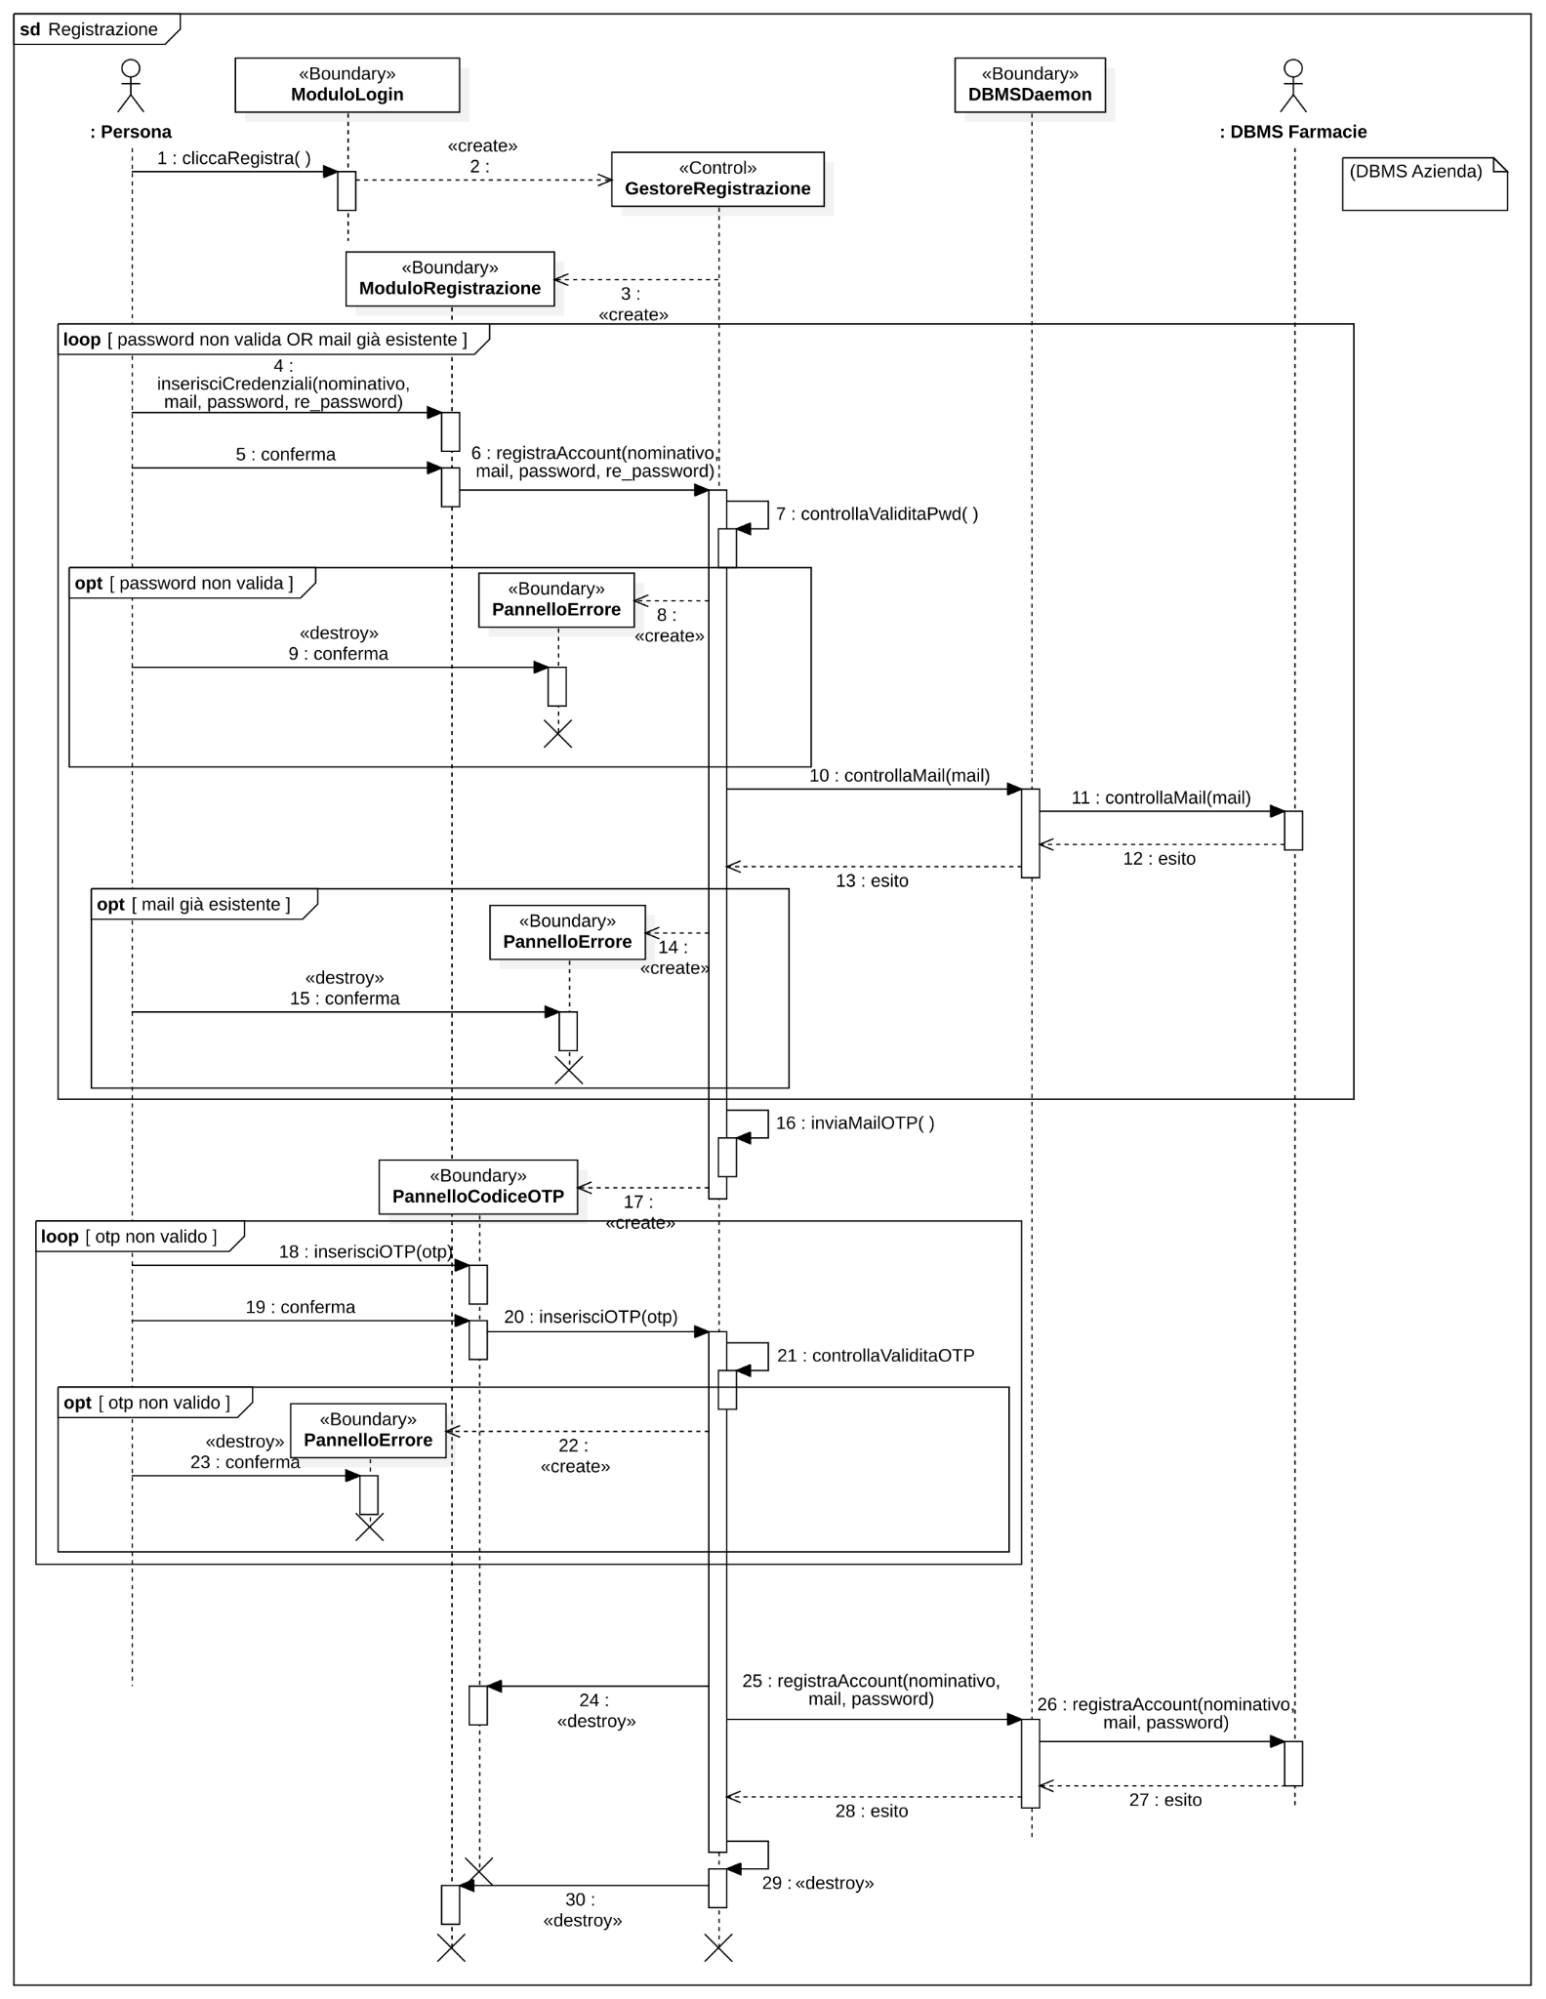 sd Registrazione
«Boundary»
ModuloLogin
«Boundary»
DBMSDaemon
: Persona
: DBMS Farmacie
1 : cliccaRegistra( )
«create»
2 :
«Control»
GestoreRegistrazione
(DBMS Azienda)
«Boundary»
ModuloRegistrazione
3 :
«create»
loop [ password non valida OR mail già esistente ]
4 :
inserisciCredenziali(nominativo,
mail, password, re_password)
5 : conferma
6 : registraAccount(nominativo,
mail, password, re_password)
7 : controllaValiditaPwd( )
opt [ password non valida ]
«Boundary»
PannelloErrore
8 :
«create»
«destroy»
9 : conferma
10 : controllaMail(mail)
11 : controllaMail(mail)
12 : esito
13 : esito
opt [ mail già esistente ]
«Boundary»
PannelloErrore
14 :
«create»
«destroy»
15 : conferma
16 : inviaMailOTP( )
«Boundary»
PannelloCodiceOTP
17 :
«create»
loop [ otp non valido ]
18 : inserisciOTP(otp)
19 : conferma
20 : inserisciOTP(otp)
21 : controllaValiditaOTP
opt [ otp non valido ]
«Boundary»
PannelloErrore
22 :
«create»
«destroy»
23 : conferma
24 :
«destroy»
25 : registraAccount(nominativo,
mail, password)
26 : registraAccount(nominativo,
mail, password)
27 : esito
28 : esito
29 : «destroy»
30 :
«destroy»